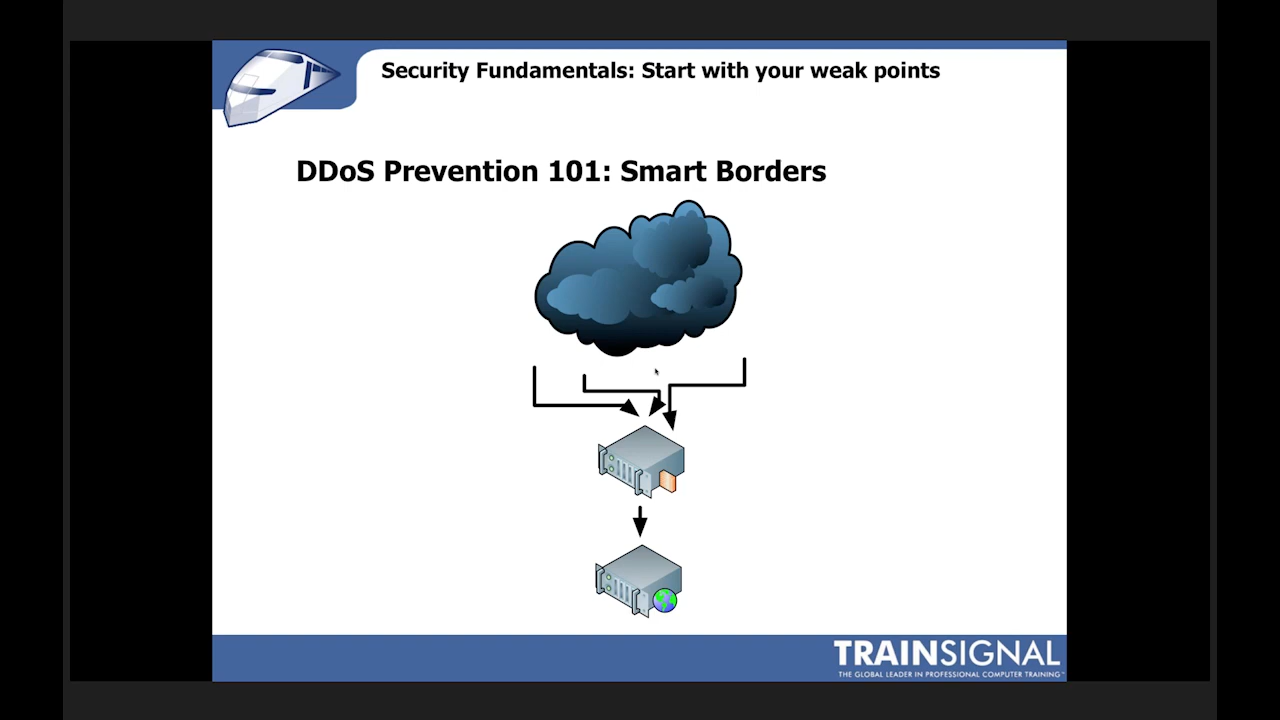 Security Fundamentals: Start with your weak points
DDoS Prevention 101: Smart Borders
TRAINSIGNAL
THE GLOBAL LEADER IN PROFESSIONAL COMPUTER TRAINING